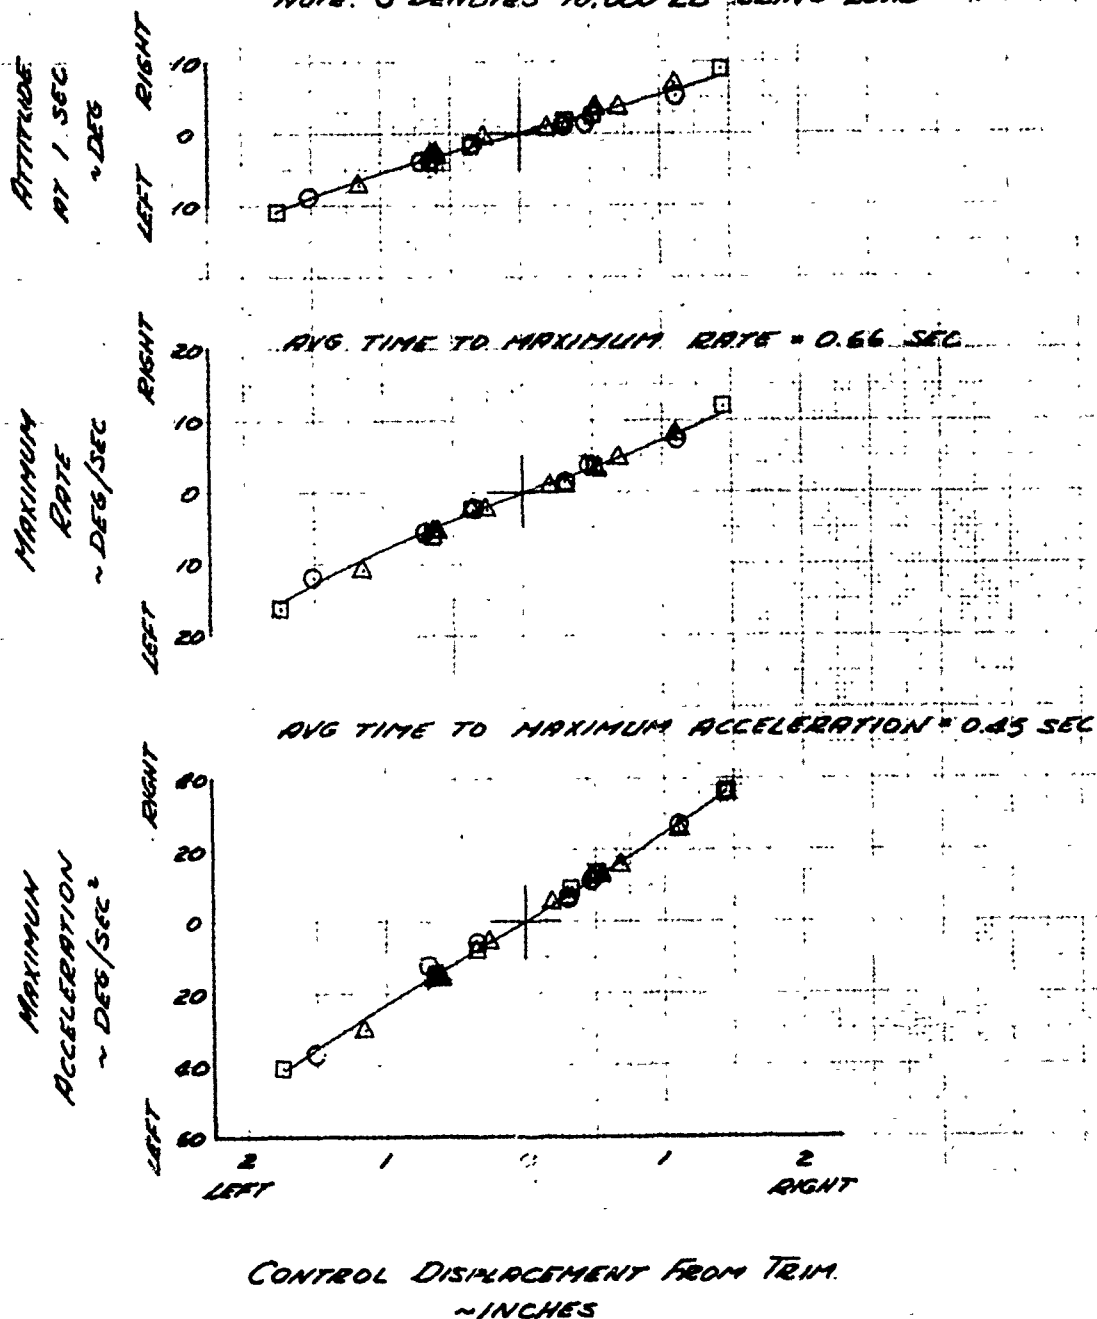 NOTE: G DENOTES 10,000 LB SLING LOAD
ATTITUDE
AT 1 SEC
~DEG
LEFT RIGHT
10
0
10
AVG. TIME TO MAXIMUM RATE = 0.66 SEC
MAXIMUM
RATE
~DEG/SEC
LEFT RIGHT
20
10
0
10
20
AVG TIME TO MAXIMUM ACCELERATION = 0.45 SEC
MAXIMUM
ACCELERATION
~DEG/SEC²
LEFT RIGHT
40
20
0
20
40
60
2 1 0 1 2
LEFT RIGHT
CONTROL DISPLACEMENT FROM TRIM
~INCHES